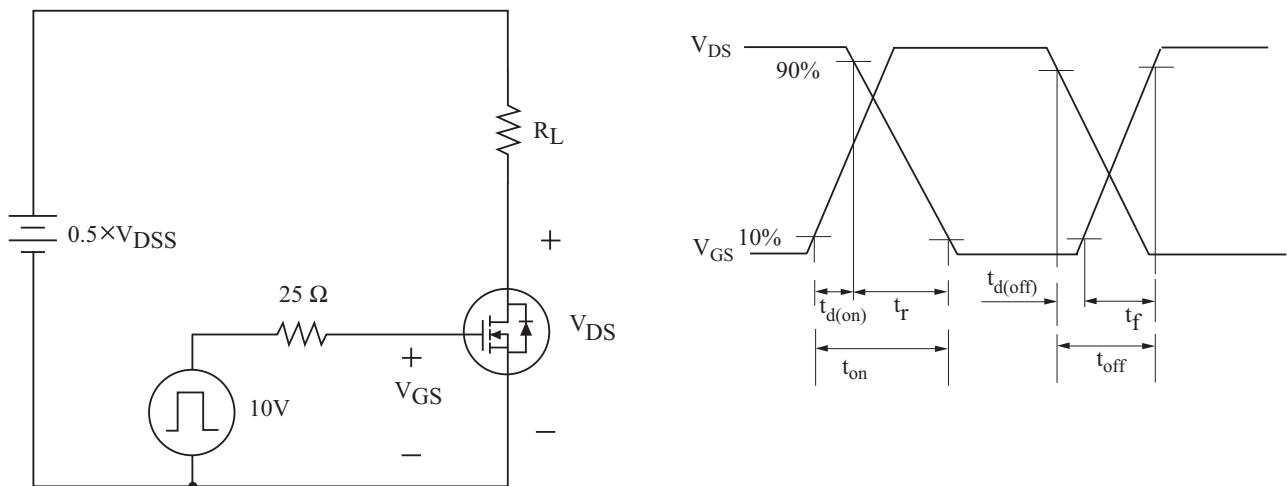 R_L
0.5×V_DSS
25 Ω
+
V_DS
+
V_GS
10V
−
−
V_DS
90%
10%
V_GS
t_d(on)
t_r
t_on
t_d(off)
t_f
t_off